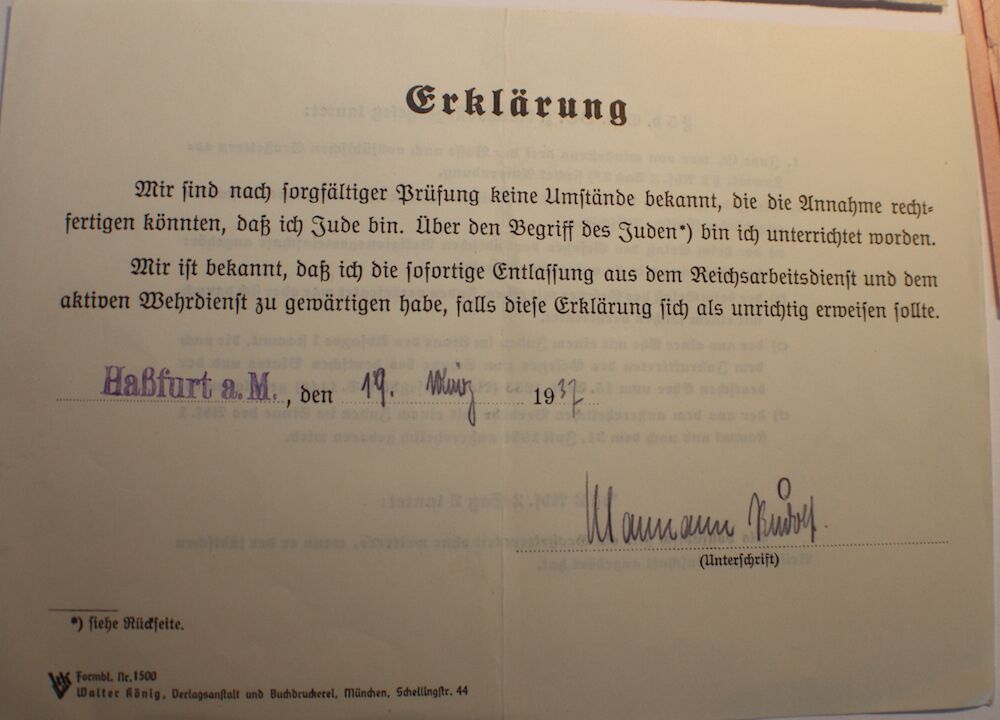 Erklärung
Mir sind nach sorgfältiger Prüfung keine Umstände bekannt, die die Annahme recht-
fertigen könnten, daß ich Jude bin. Über den Begriff des Juden*) bin ich unterrichtet worden.
Mir ist bekannt, daß ich die sofortige Entlassung aus dem Reichsarbeitsdienst und dem
aktiven Wehrdienst zu gewärtigen habe, falls diese Erklärung sich als unrichtig erweisen sollte.
Haßfurt a.M., den 19. März 1937
Rudolf
(Unterschrift)
*) siehe Rückseite.
Formbl. Nr. 1500
Walter König, Verlagsanstalt und Buchdruckerei, München, Schellingstr. 44